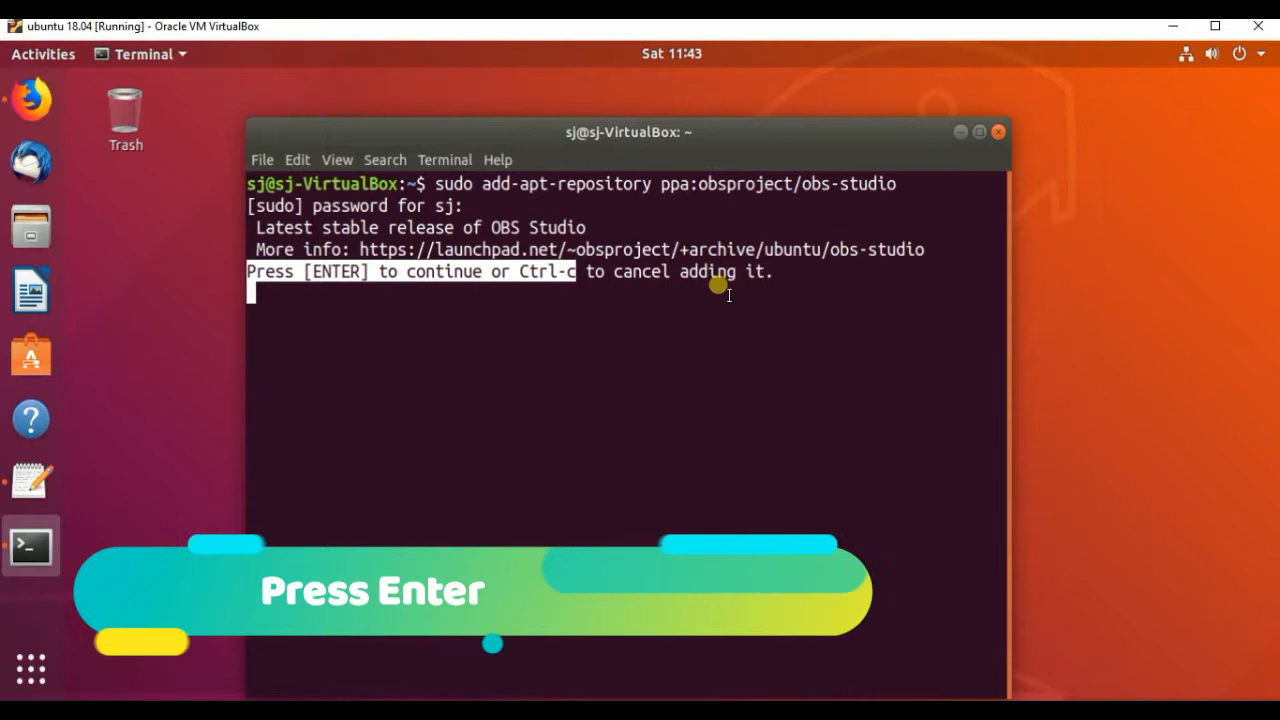 ubuntu 18.04 [Running] - Oracle VM VirtualBox
Activities Terminal Sat 11:43
Trash
sj@sj-VirtualBox: ~
File Edit View Search Terminal Help
sj@sj-VirtualBox:~$ sudo add-apt-repository ppa:obsproject/obs-studio
[sudo] password for sj:
Latest stable release of OBS Studio
More info: https://launchpad.net/~obsproject/+archive/ubuntu/obs-studio
Press [ENTER] to continue or Ctrl-c to cancel adding it.
Press Enter